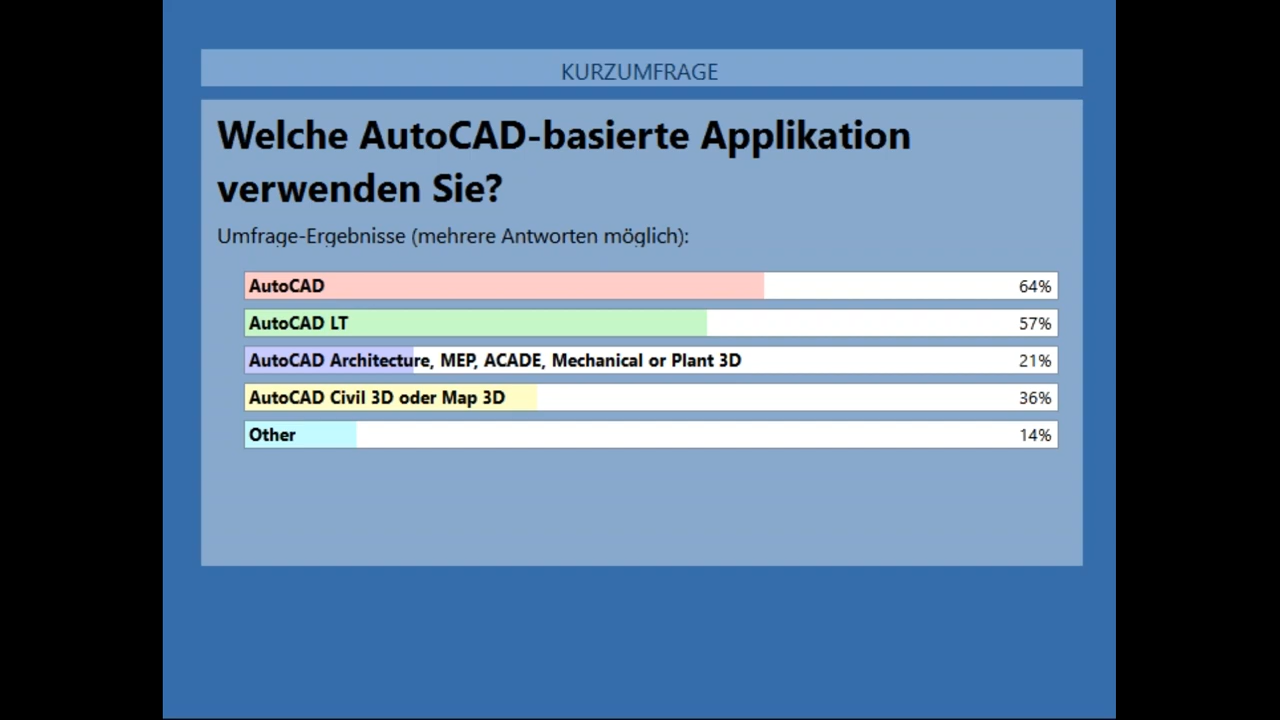 KURZUMFRAGE
Welche AutoCAD-basierte Applikation
verwenden Sie?
Umfrage-Ergebnisse (mehrere Antworten möglich):
AutoCAD 64%
AutoCAD LT 57%
AutoCAD Architecture, MEP, ACADE, Mechanical or Plant 3D 21%
AutoCAD Civil 3D oder Map 3D 36%
Other 14%